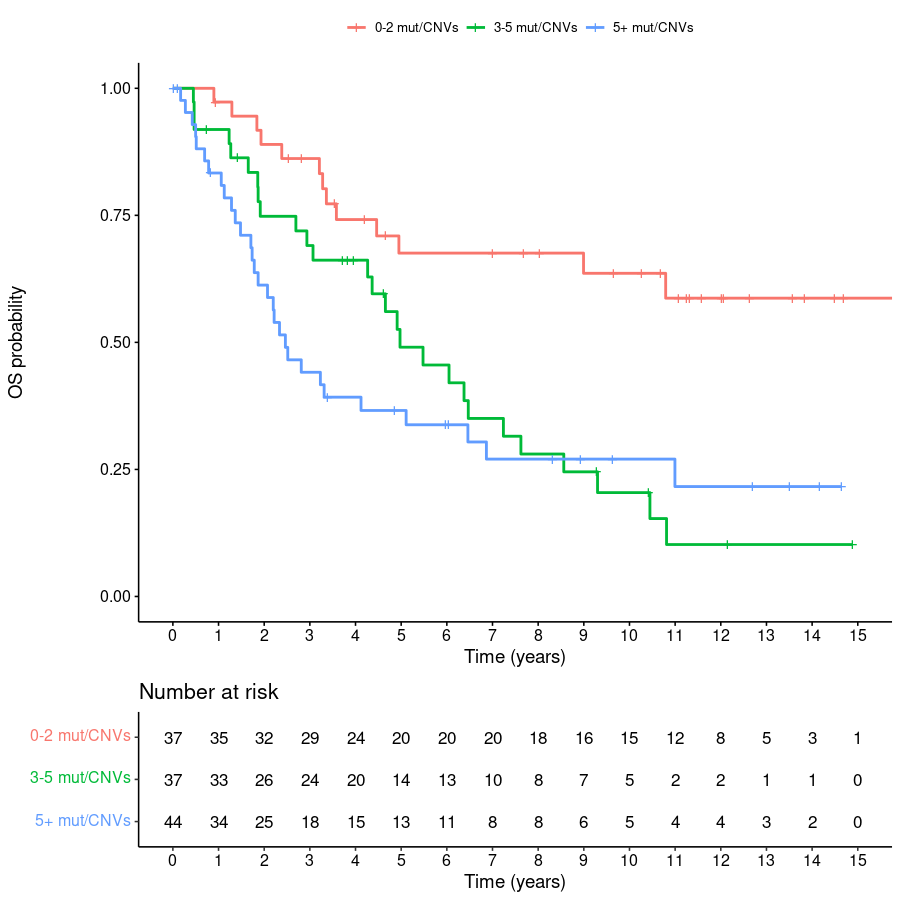 0-2 mut/CNVs 3-5 mut/CNVs 5+ mut/CNVs
OS probability
1.00
0.75
0.50
0.25
0.00
0 1 2 3 4 5 6 7 8 9 10 11 12 13 14 15
Time (years)
Number at risk
0-2 mut/CNVs 37 35 32 29 24 20 20 20 18 16 15 12 8 5 3 1
3-5 mut/CNVs 37 33 26 24 20 14 13 10 8 7 5 2 2 1 1 0
5+ mut/CNVs 44 34 25 18 15 13 11 8 8 6 5 4 4 3 2 0
0 1 2 3 4 5 6 7 8 9 10 11 12 13 14 15
Time (years)